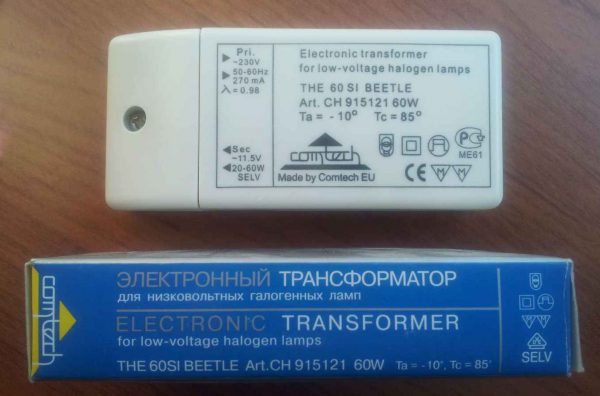 Pri.
~230V
50-60Hz
270 mA
λ = 0.98
Sec
~11.5V
20-60W
SELV
Electronic transformer
for low-voltage halogen lamps
THE 60 SI BEETLE
Art. CH 915121 60W
Ta = - 10° Tc = 85°
comtech
Made by Comtech EU
PC
ME61
CE M M
comtech
ЭЛЕКТРОННЫЙ ТРАНСФОРМАТОР
для низковольтных галогенных ламп
ELECTRONIC TRANSFORMER
for low-voltage halogen lamps
THE 60SI BEETLE Art.CH 915121 60W
Ta = -10°, Tc = 85°
M M
SELV